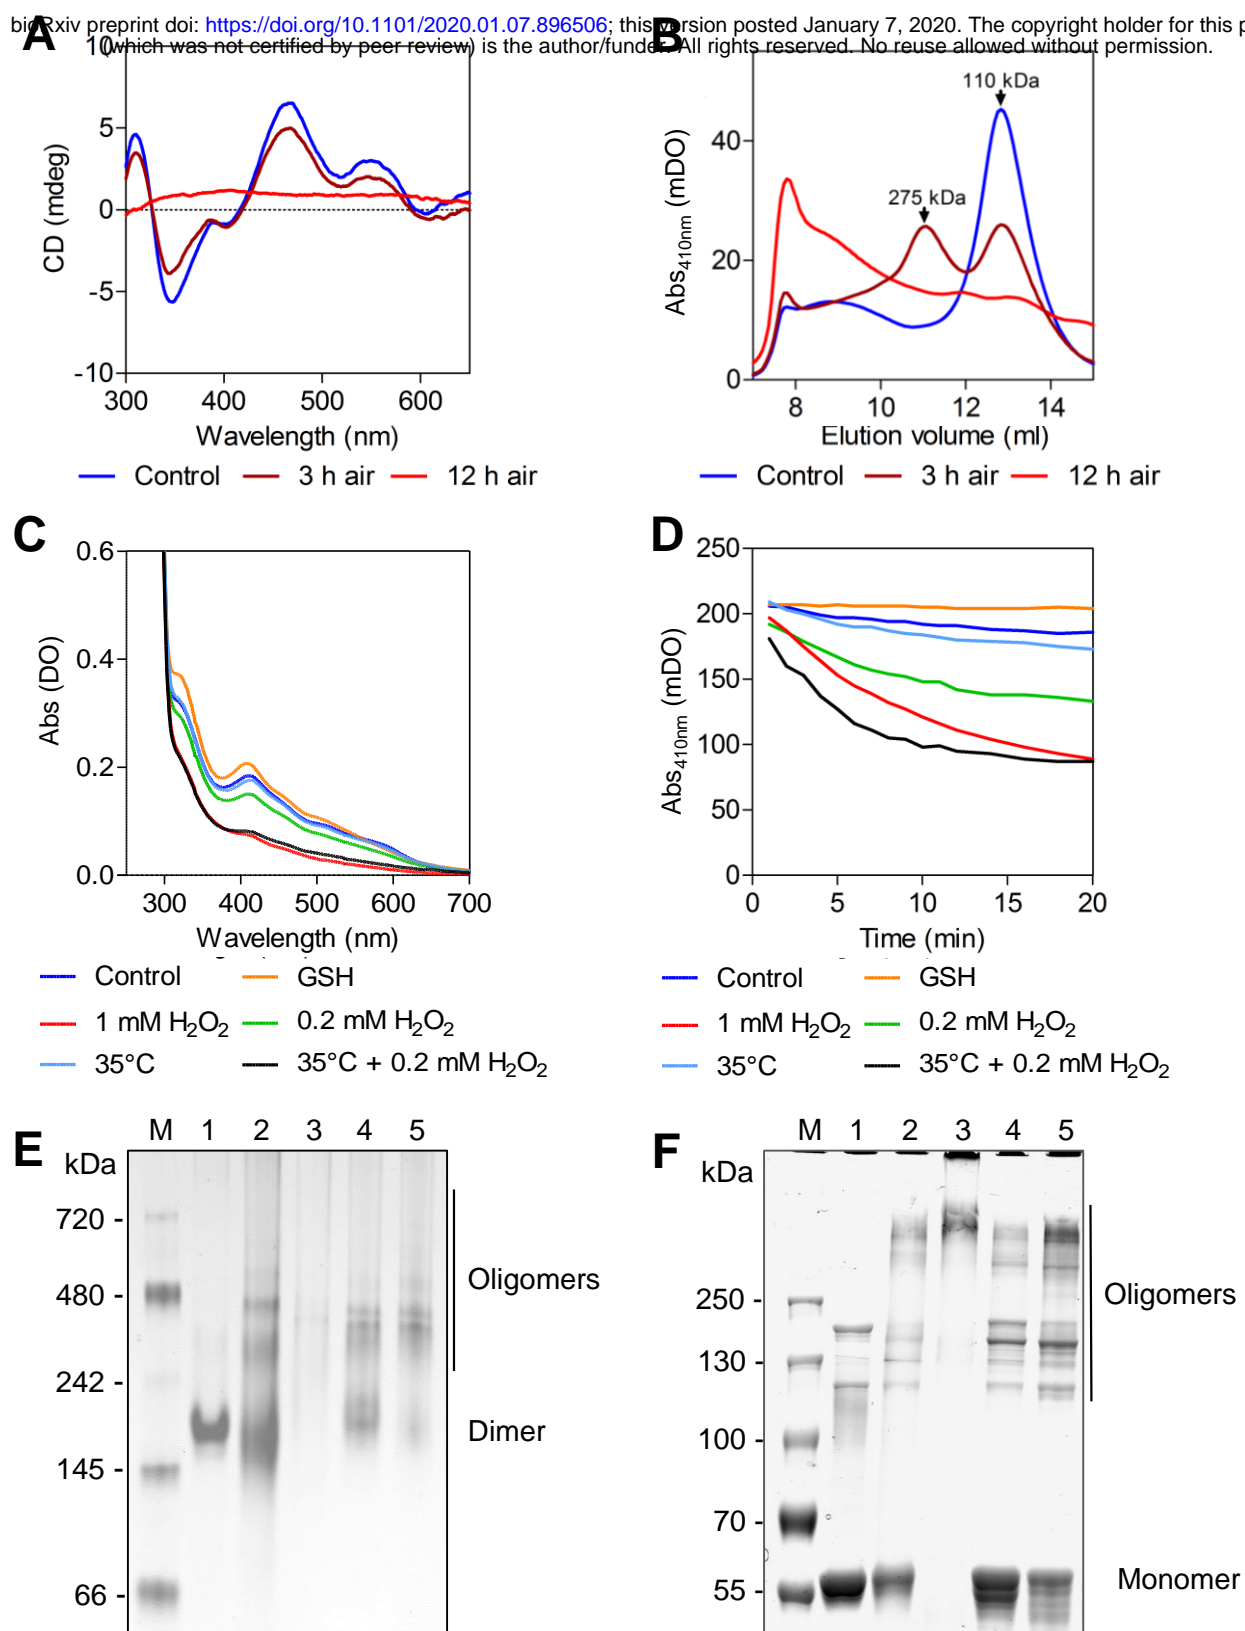 bioRxiv preprint doi: https://doi.org/10.1101/2020.01.07.896506; this version posted January 7, 2020. The copyright holder for this p
(which was not certified by peer review) is the author/funder. All rights reserved. No reuse allowed without permission.
A
10
5
0
-5
-10
CD (mdeg)
300 400 500 600
Wavelength (nm)
Control 3 h air 12 h air
B
110 kDa
275 kDa
40
20
0
Abs410nm (mDO)
8 10 12 14
Elution volume (ml)
Control 3 h air 12 h air
C
0.6
0.4
0.2
0.0
Abs (DO)
300 400 500 600 700
Wavelength (nm)
Control GSH
1 mM H2O2 0.2 mM H2O2
35°C 35°C + 0.2 mM H2O2
D
250
200
150
100
50
0
Abs410nm (mDO)
0 5 10 15 20
Time (min)
Control GSH
1 mM H2O2 0.2 mM H2O2
35°C 35°C + 0.2 mM H2O2
E
M 1 2 3 4 5
kDa
720 -
480 -
242 -
145 -
66 -
Oligomers
Dimer
F
M 1 2 3 4 5
kDa
250 -
130 -
100 -
70 -
55 -
Oligomers
Monomer